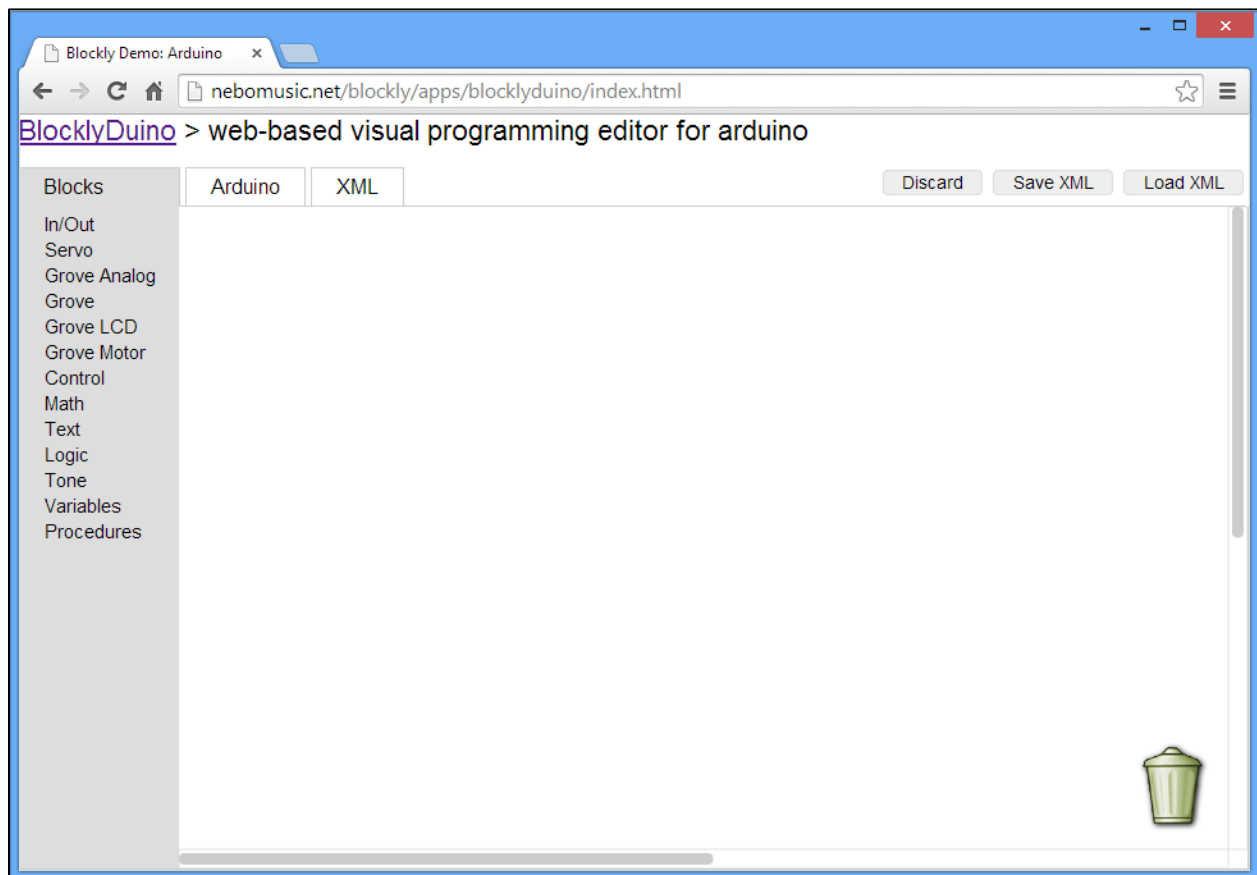 Blockly Demo: Arduino
nebomusic.net/blockly/apps/blocklyduino/index.html
BlocklyDuino > web-based visual programming editor for arduino
Blocks Arduino XML Discard Save XML Load XML
In/Out
Servo
Grove Analog
Grove
Grove LCD
Grove Motor
Control
Math
Text
Logic
Tone
Variables
Procedures